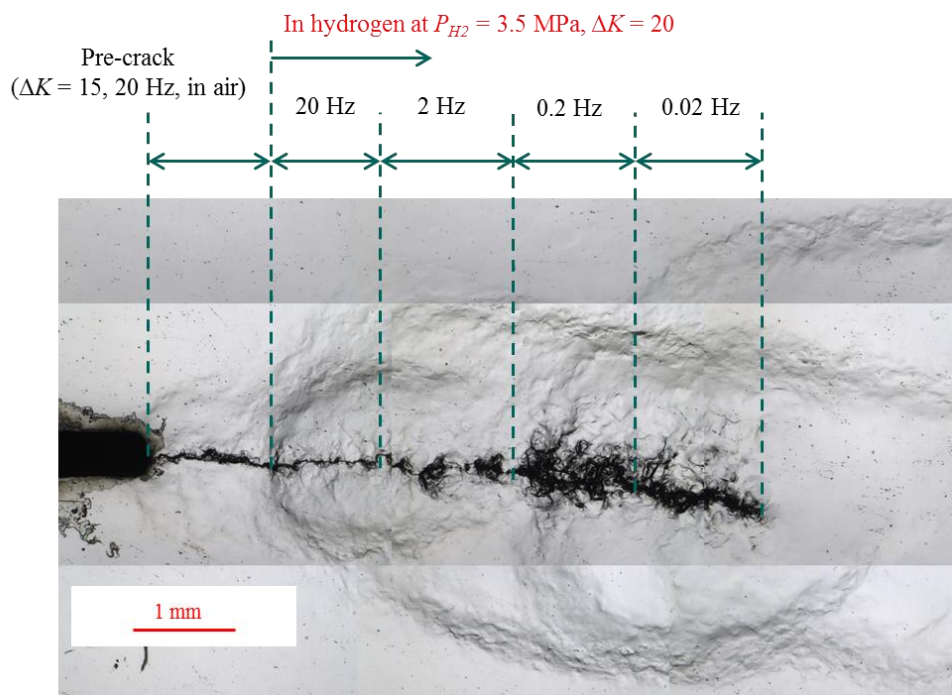 In hydrogen at P_H2 = 3.5 MPa, ΔK = 20
Pre-crack
(ΔK = 15, 20 Hz, in air)
20 Hz
2 Hz
0.2 Hz
0.02 Hz
1 mm